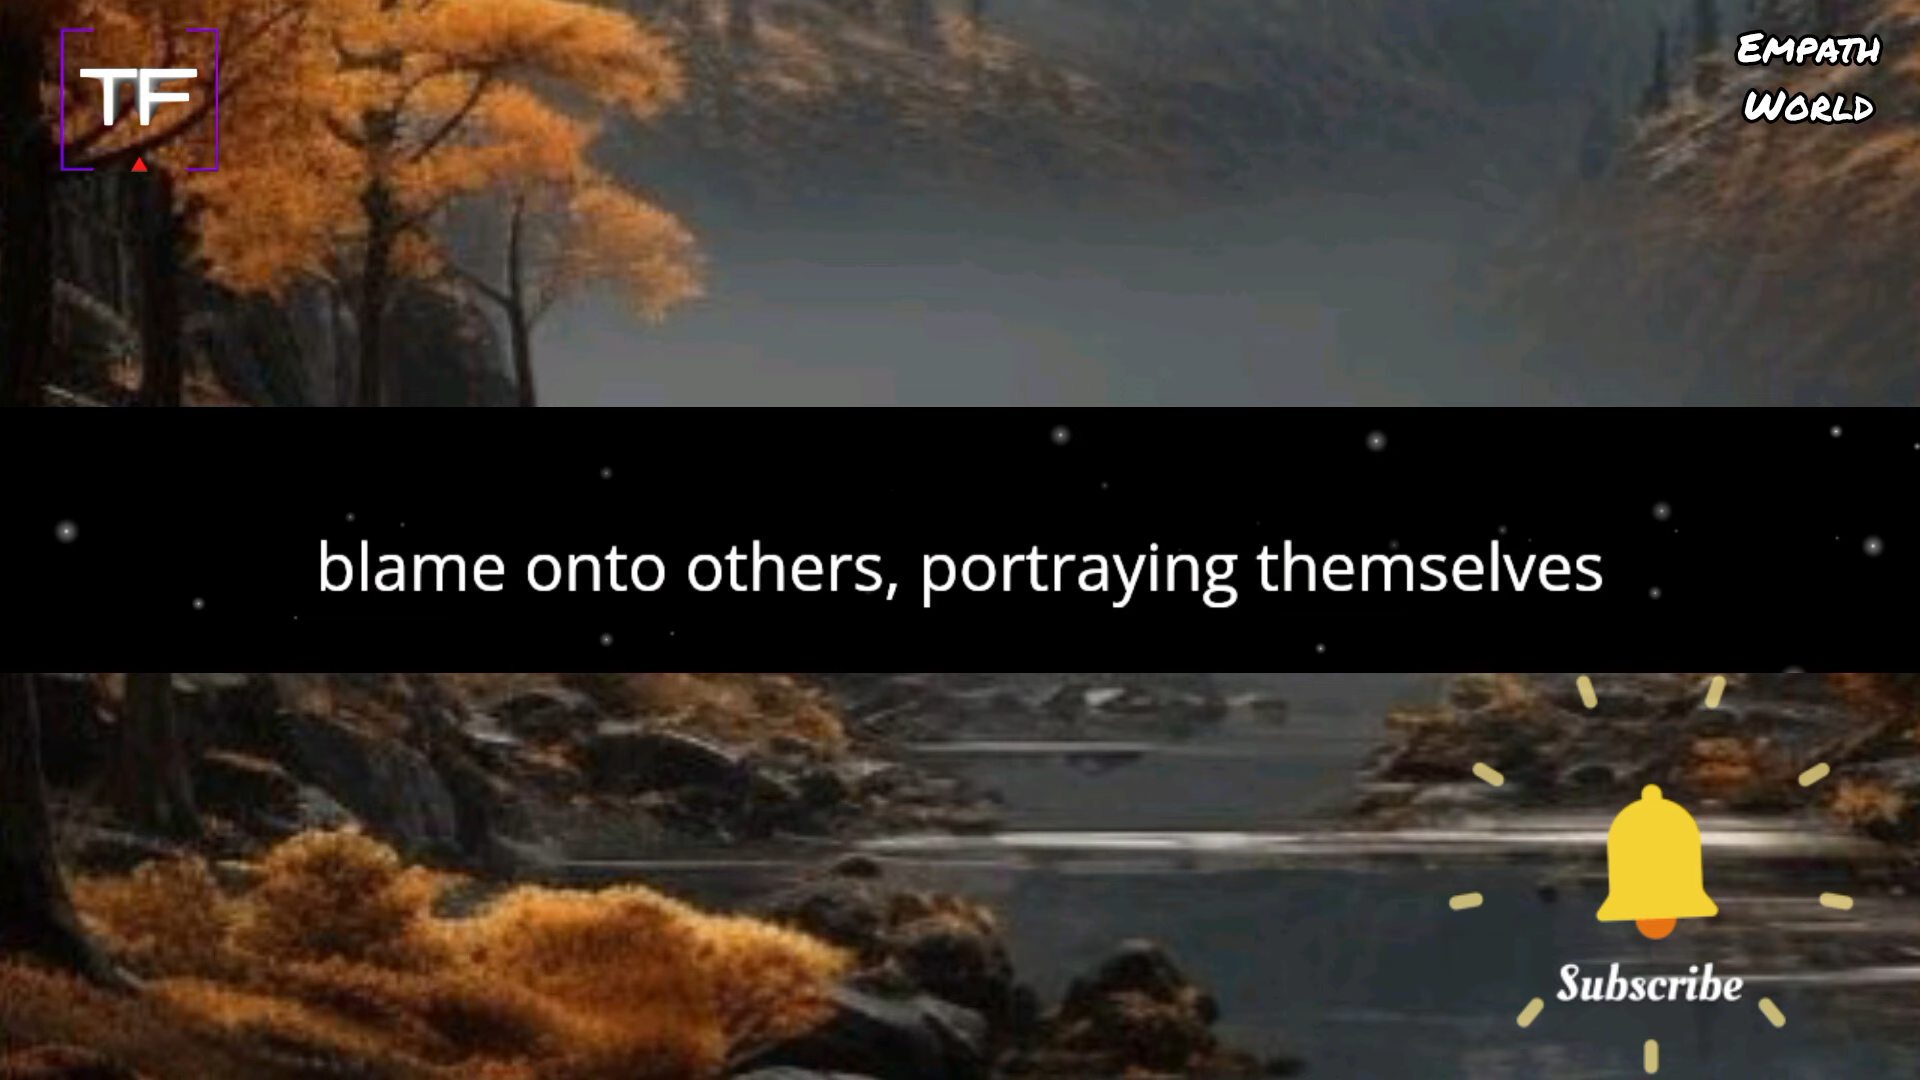 TF
EMPATH
WORLD
blame onto others, portraying themselves
Subscribe